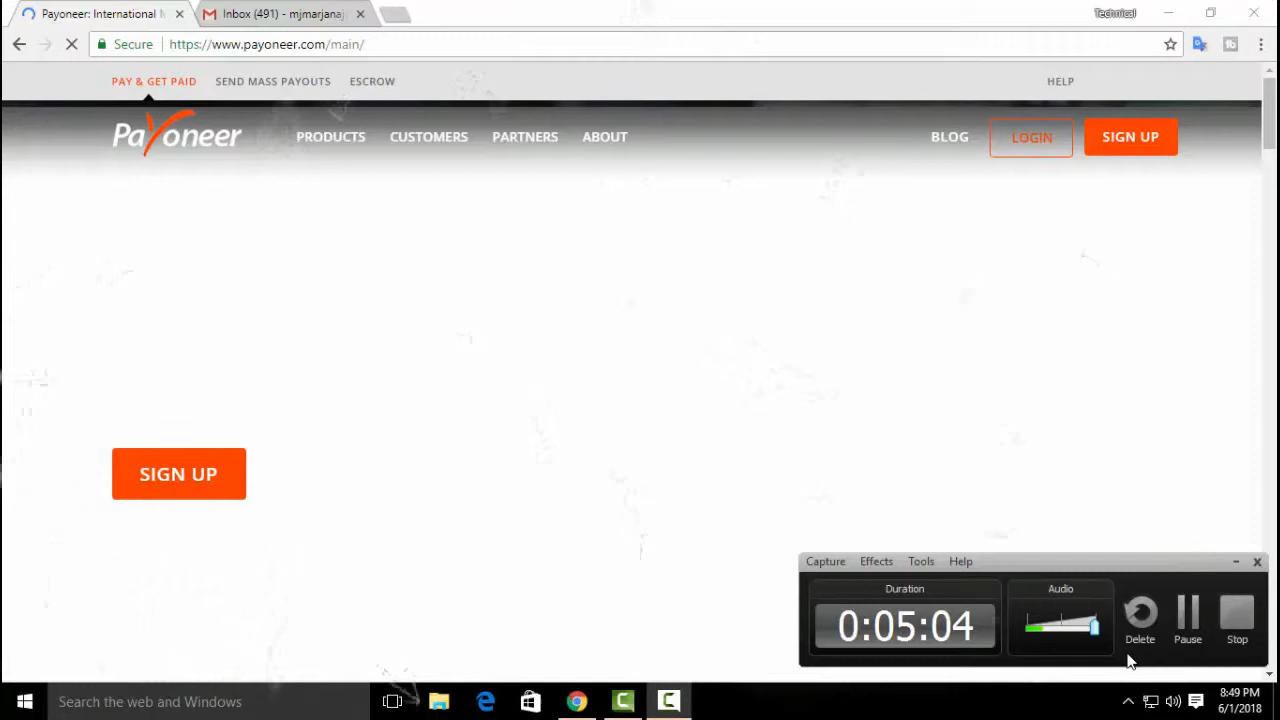 Payoneer: International M
Inbox (491) - mjmarjanaj
Technical
Secure
https://www.payoneer.com/main/
PAY & GET PAID
SEND MASS PAYOUTS
ESCROW
HELP
Payoneer
PRODUCTS
CUSTOMERS
PARTNERS
ABOUT
BLOG
LOGIN
SIGN UP
SIGN UP
Capture
Effects
Tools
Help
Duration
Audio
0:05:04
Delete
Pause
Stop
Search the web and Windows
8:49 PM
6/1/2018